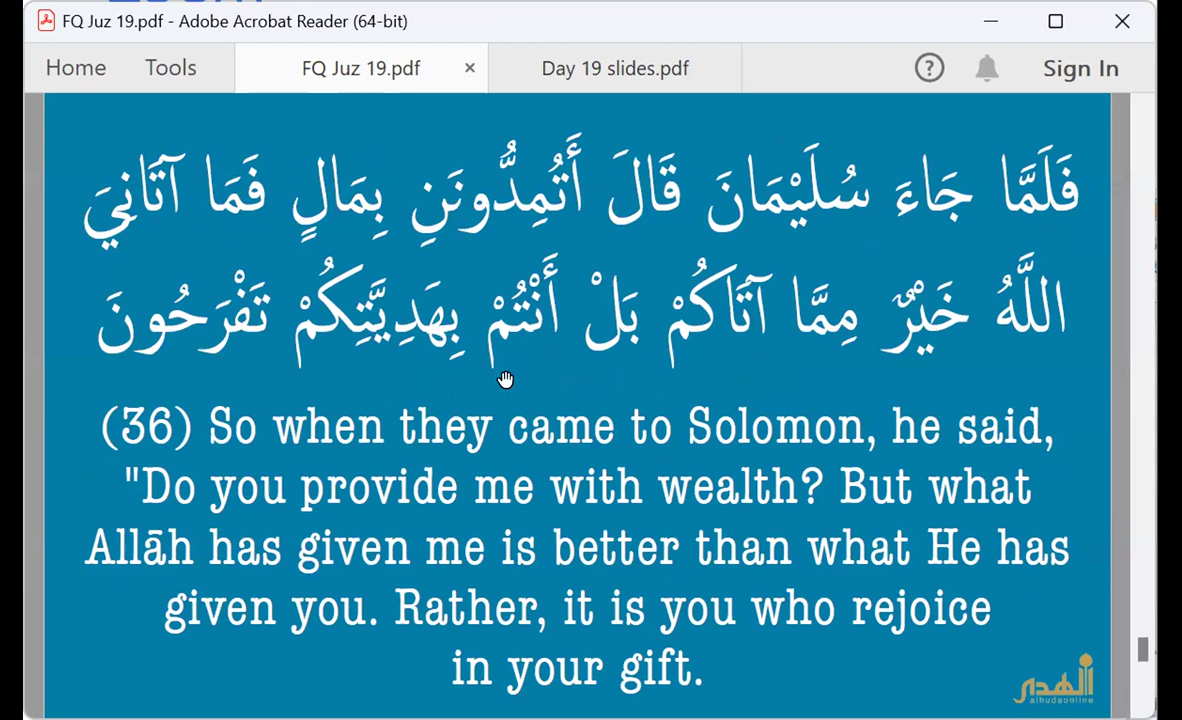 FQ Juz 19.pdf - Adobe Acrobat Reader (64-bit)
Home Tools FQ Juz 19.pdf × Day 19 slides.pdf ? Sign In
فَلَمَّا جَاءَ سُلَيْمَانَ قَالَ أَتُمِدُّونَنِ بِمَالٍ فَمَا آتَانِيَ
اللَّهُ خَيْرٌ مِمَّا آتَاكُمْ بَلْ أَنْتُمْ بِهَدِيَّتِكُمْ تَفْرَحُونَ
(36) So when they came to Solomon, he said,
"Do you provide me with wealth? But what
Allāh has given me is better than what He has
given you. Rather, it is you who rejoice
in your gift.
الهدى
alhudaonline